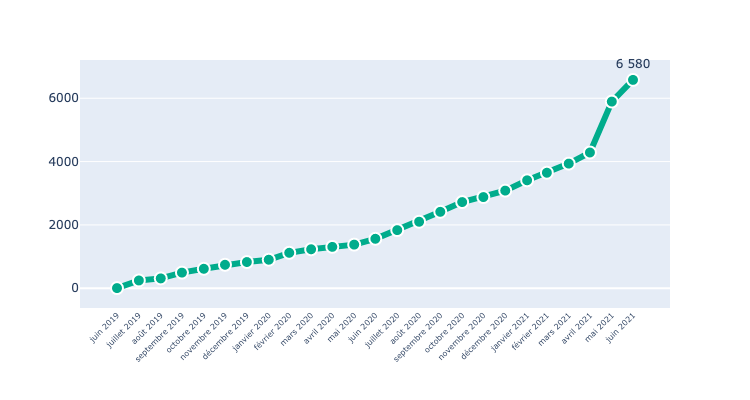 6 580
6000
4000
2000
0
juin 2019
juillet 2019
août 2019
septembre 2019
octobre 2019
novembre 2019
décembre 2019
janvier 2020
février 2020
mars 2020
avril 2020
mai 2020
juin 2020
juillet 2020
août 2020
septembre 2020
octobre 2020
novembre 2020
décembre 2020
janvier 2021
février 2021
mars 2021
avril 2021
mai 2021
juin 2021